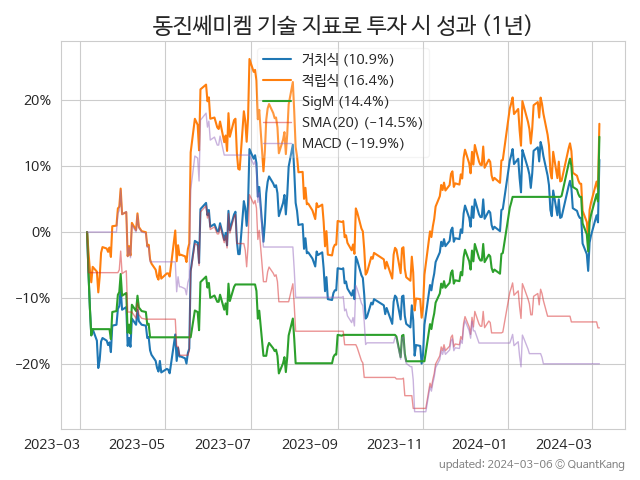 동진쎄미켐 기술 지표로 투자 시 성과 (1년)
거치식 (10.9%)
적립식 (16.4%)
SigM (14.4%)
SMA(20) (−14.5%)
MACD (−19.9%)
20%
10%
0%
−10%
−20%
2023−03
2023−05
2023−07
2023−09
2023−11
2024−01
2024−03
updated: 2024-03-06 ⓒ QuantKang